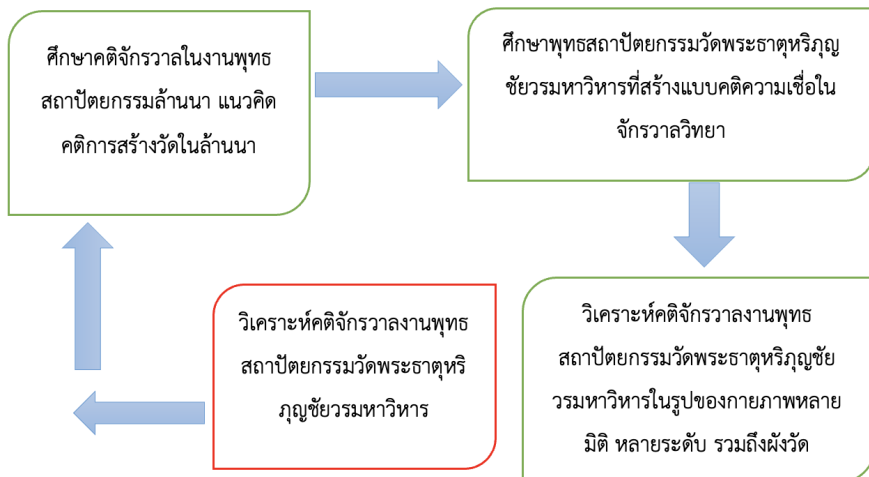 ศึกษาคติจักรวาลในงานพุทธ
สถาปัตยกรรมล้านนา แนวคิด
คติการสร้างวัดในล้านนา
ศึกษาพุทธสถาปัตยกรรมวัดพระธาตุหริภุญ
ชัยวรมหาวิหารที่สร้างแบบคติความเชื่อใน
จักรวาลวิทยา
วิเคราะห์คติจักรวาลงานพุทธ
สถาปัตยกรรมวัดพระธาตุหริ
ภุญชัยวรมหาวิหาร
วิเคราะห์คติจักรวาลงานพุทธ
สถาปัตยกรรมวัดพระธาตุหริภุญชัย
วรมหาวิหารในรูปของกายภาพหลาย
มิติ หลายระดับ รวมถึงผังวัด